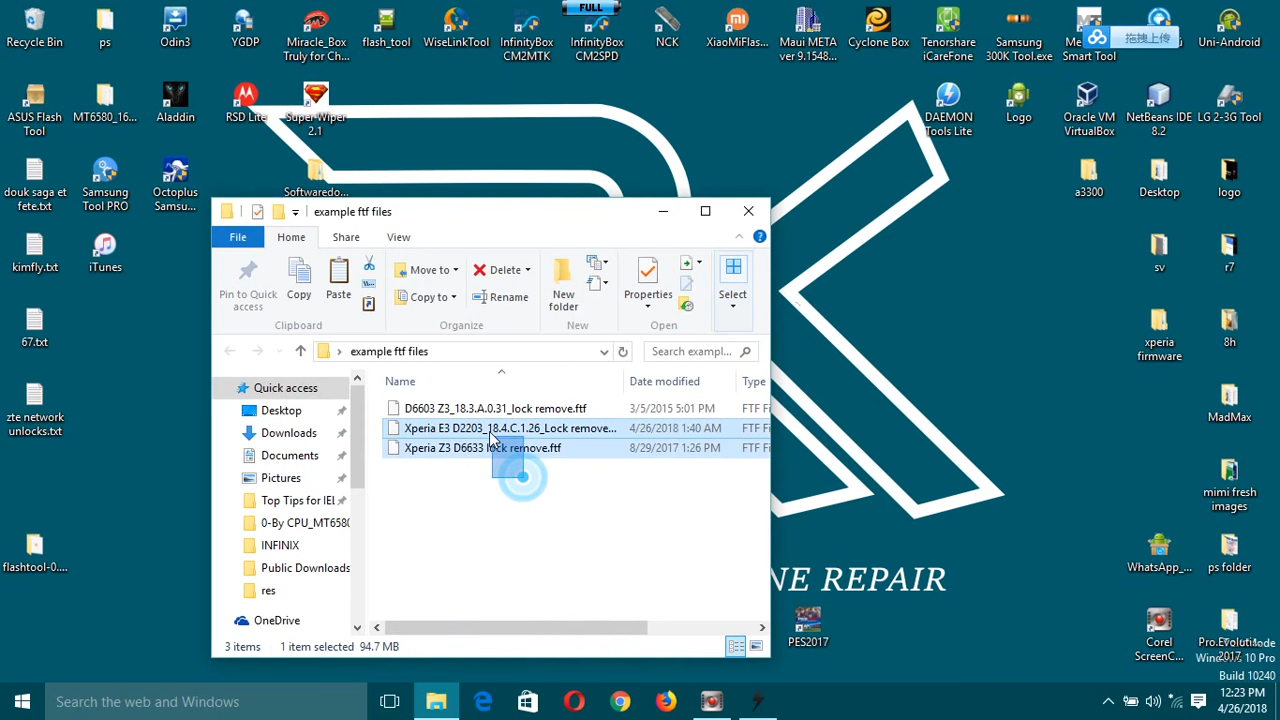 FULL
Recycle Bin
ps
Odin3
YGDP
Miracle_Box
Truly for Ch...
flash_tool
WiseLinkTool
InfinityBox
CM2MTK
InfinityBox
CM2SPD
NCK
XiaoMiFlas...
Maui META
ver 9.1548...
Cyclone Box
Tenorshare
iCareFone
Samsung
300K Tool.exe
Smart Tool
拖拽上传
Uni-Android
ASUS Flash
Tool
MT6580_16...
Aladdin
RSD Lite
Super Wiper
2.1
DAEMON
Tools Lite
Logo
Oracle VM
VirtualBox
NetBeans IDE
8.2
LG 2-3G Tool
douk saga et
fete.txt
Samsung
Tool PRO
Octoplus
Samsu...
Softwaredo...
a3300
Desktop
logo
kimfly.txt
iTunes
sv
r7
67.txt
xperia
firmware
8h
zte network
unlocks.txt
MadMax
mimi fresh
images
flashtool-0....
WhatsApp_...
ps folder
NE REPAIR
PES2017
Corel
ScreenC...
Pro.Evoluti...
2017
example ftf files
File
Home
Share
View
Pin to Quick
access
Copy
Paste
Clipboard
Move to
Copy to
Delete
Rename
Organize
New
folder
New
Properties
Open
Select
example ftf files
Search exampl...
Name
Date modified
Type
Quick access
Desktop
Downloads
Documents
Pictures
Top Tips for IEL
0-By CPU_MT6580
INFINIX
Public Downloads
res
OneDrive
D6603 Z3_18.3.A.0.31_lock remove.ftf
3/5/2015 5:01 PM
FTF Fi
Xperia E3 D2203_18.4.C.1.26_Lock remove...
4/26/2018 1:40 AM
FTF Fi
Xperia Z3 D6633 lock remove.ftf
8/29/2017 1:26 PM
FTF Fi
3 items
1 item selected 94.7 MB
Windows 10 Pro
Build 10240
Search the web and Windows
12:23 PM
4/26/2018